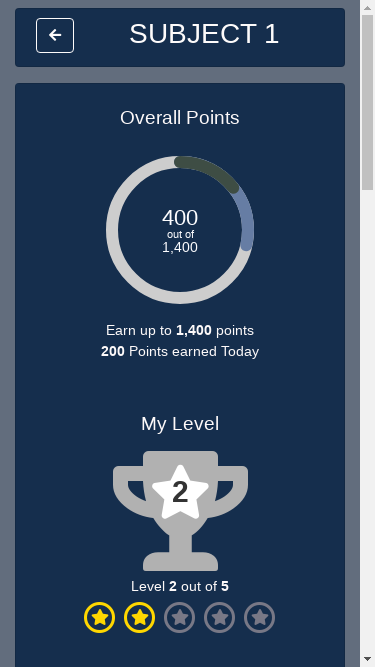 SUBJECT 1
Overall Points
400
out of
1,400
Earn up to 1,400 points
200 Points earned Today
My Level
2
Level 2 out of 5